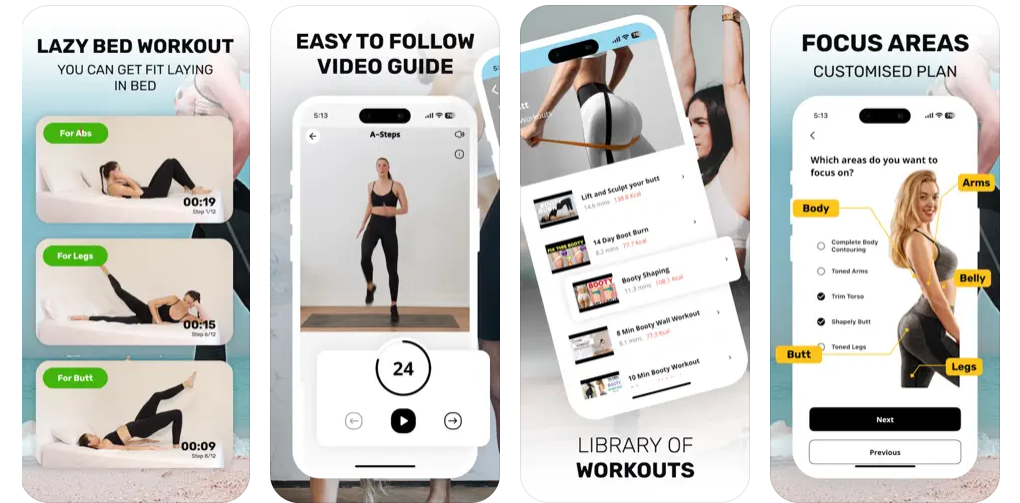 LAZY BED WORKOUT
YOU CAN GET FIT LAYING
IN BED
For Abs
00:19
Step 1/12
For Legs
00:15
Step 6/12
For Butt
00:09
Step 8/12
EASY TO FOLLOW
VIDEO GUIDE
5:13
A-Steps
24
5:
utt
Workouts
Lift and Sculpt your butt
14.6 mins 138.8 Kcal
14 Day Boot Burn
8.2 mins 77.7 kcal
Booty Shaping
11.3 mins 108.1 Kcal
BOOTY
8 Min Booty Wall Workout
8.1 mins 77.3 kcal
10 Min Booty Workout
LIBRARY OF
WORKOUTS
FOCUS AREAS
CUSTOMISED PLAN
5:13
Which areas do you want to
focus on?
Arms
Body
Complete Body
Contouring
Toned Arms
Belly
Trim Torso
Shapely Butt
Toned Legs
Butt
Legs
Next
Previous